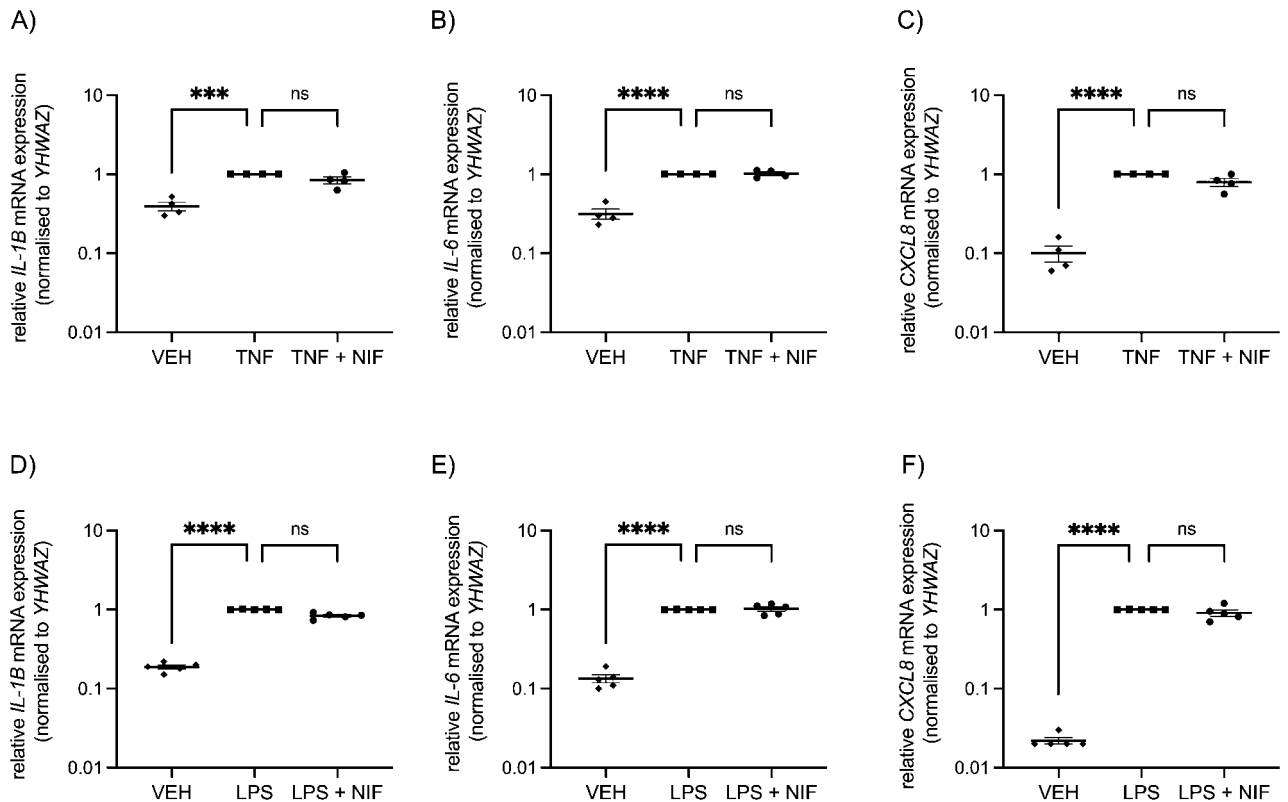 A)
relative IL-1B mRNA expression
(normalised to YHWAZ)
10
1
0.1
0.01
*** ns
VEH TNF TNF + NIF
B)
relative IL-6 mRNA expression
(normalised to YHWAZ)
10
1
0.1
0.01
**** ns
VEH TNF TNF + NIF
C)
relative CXCL8 mRNA expression
(normalised to YHWAZ)
10
1
0.1
0.01
**** ns
VEH TNF TNF + NIF
D)
relative IL-1B mRNA expression
(normalised to YHWAZ)
10
1
0.1
0.01
**** ns
VEH LPS LPS + NIF
E)
relative IL-6 mRNA expression
(normalised to YHWAZ)
10
1
0.1
0.01
**** ns
VEH LPS LPS + NIF
F)
relative CXCL8 mRNA expression
(normalised to YHWAZ)
10
1
0.1
0.01
**** ns
VEH LPS LPS + NIF